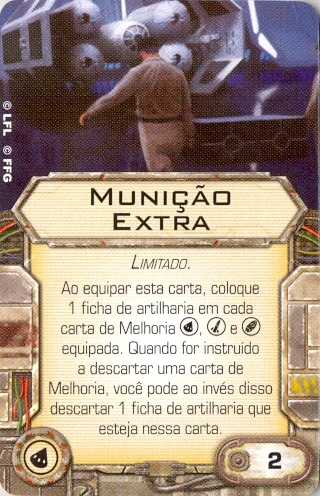 © LFL © FFG
MUNIÇÃO
EXTRA
LIMITADO.
Ao equipar esta carta, coloque
1 ficha de artilharia em cada
carta de Melhoria , e
equipada. Quando for instruído
a descartar uma carta de
Melhoria, você pode ao invés disso
descartar 1 ficha de artilharia que
esteja nessa carta.
2